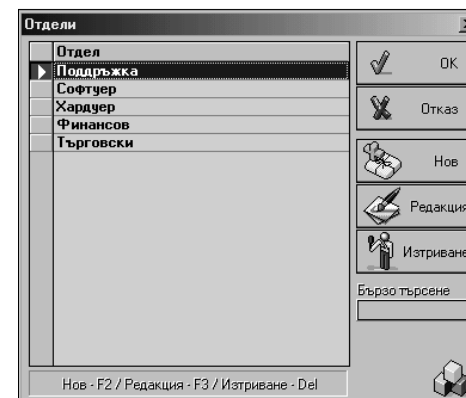 Отдели
Отдел
Поддръжка
Софтуер
Хардуер
Финансов
Търговски
OK
Отказ
Нов
Редакция
Изтриване
Бързо търсене
Нов - F2 / Редакция - F3 / Изтриване - Del